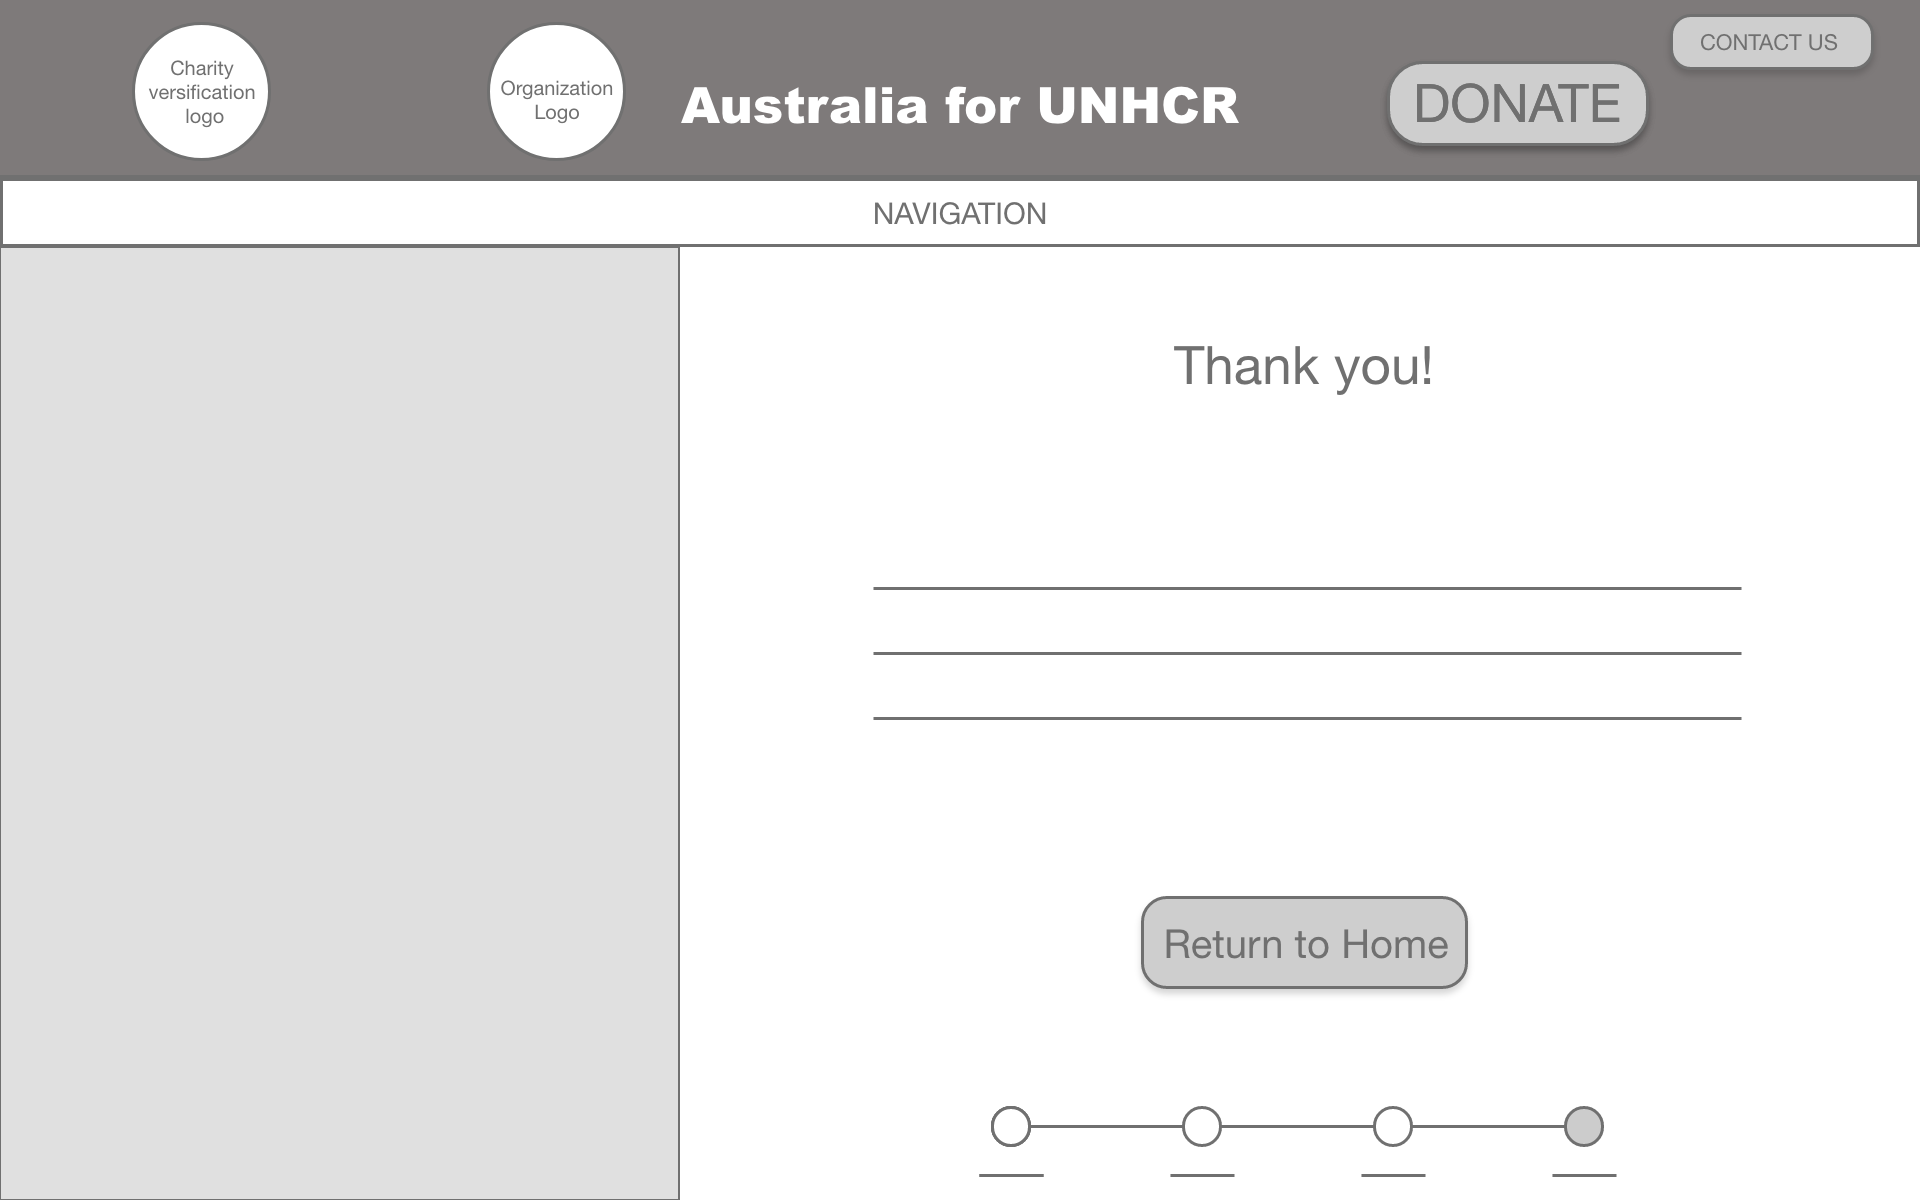 Charity
versification
logo
Organization
Logo
Australia for UNHCR
DONATE
CONTACT US
NAVIGATION
Thank you!
Return to Home